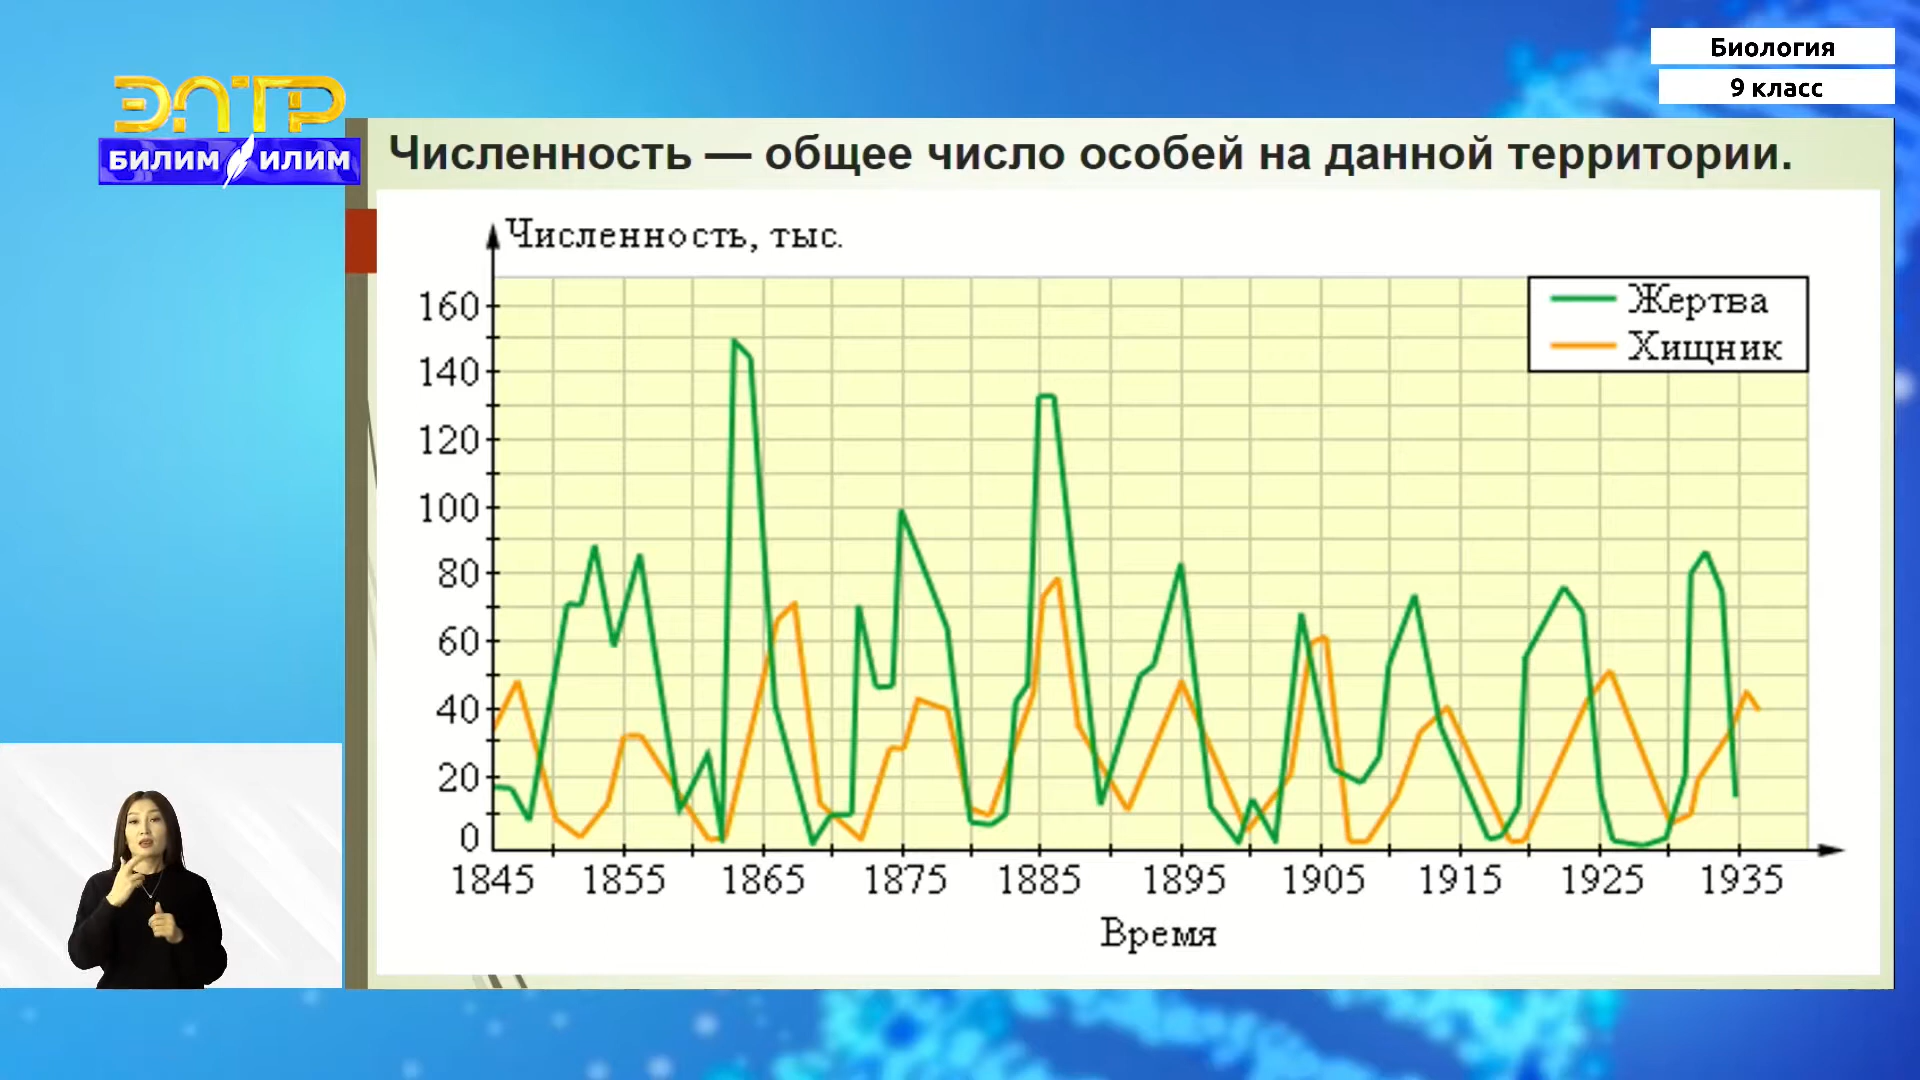 Биология
9 класс
ЭЛТР
БИЛИМ ИЛИМ
Численность — общее число особей на данной территории.
Численность, тыс.
Жертва
Хищник
160
140
120
100
80
60
40
20
0
1845 1855 1865 1875 1885 1895 1905 1915 1925 1935
Время